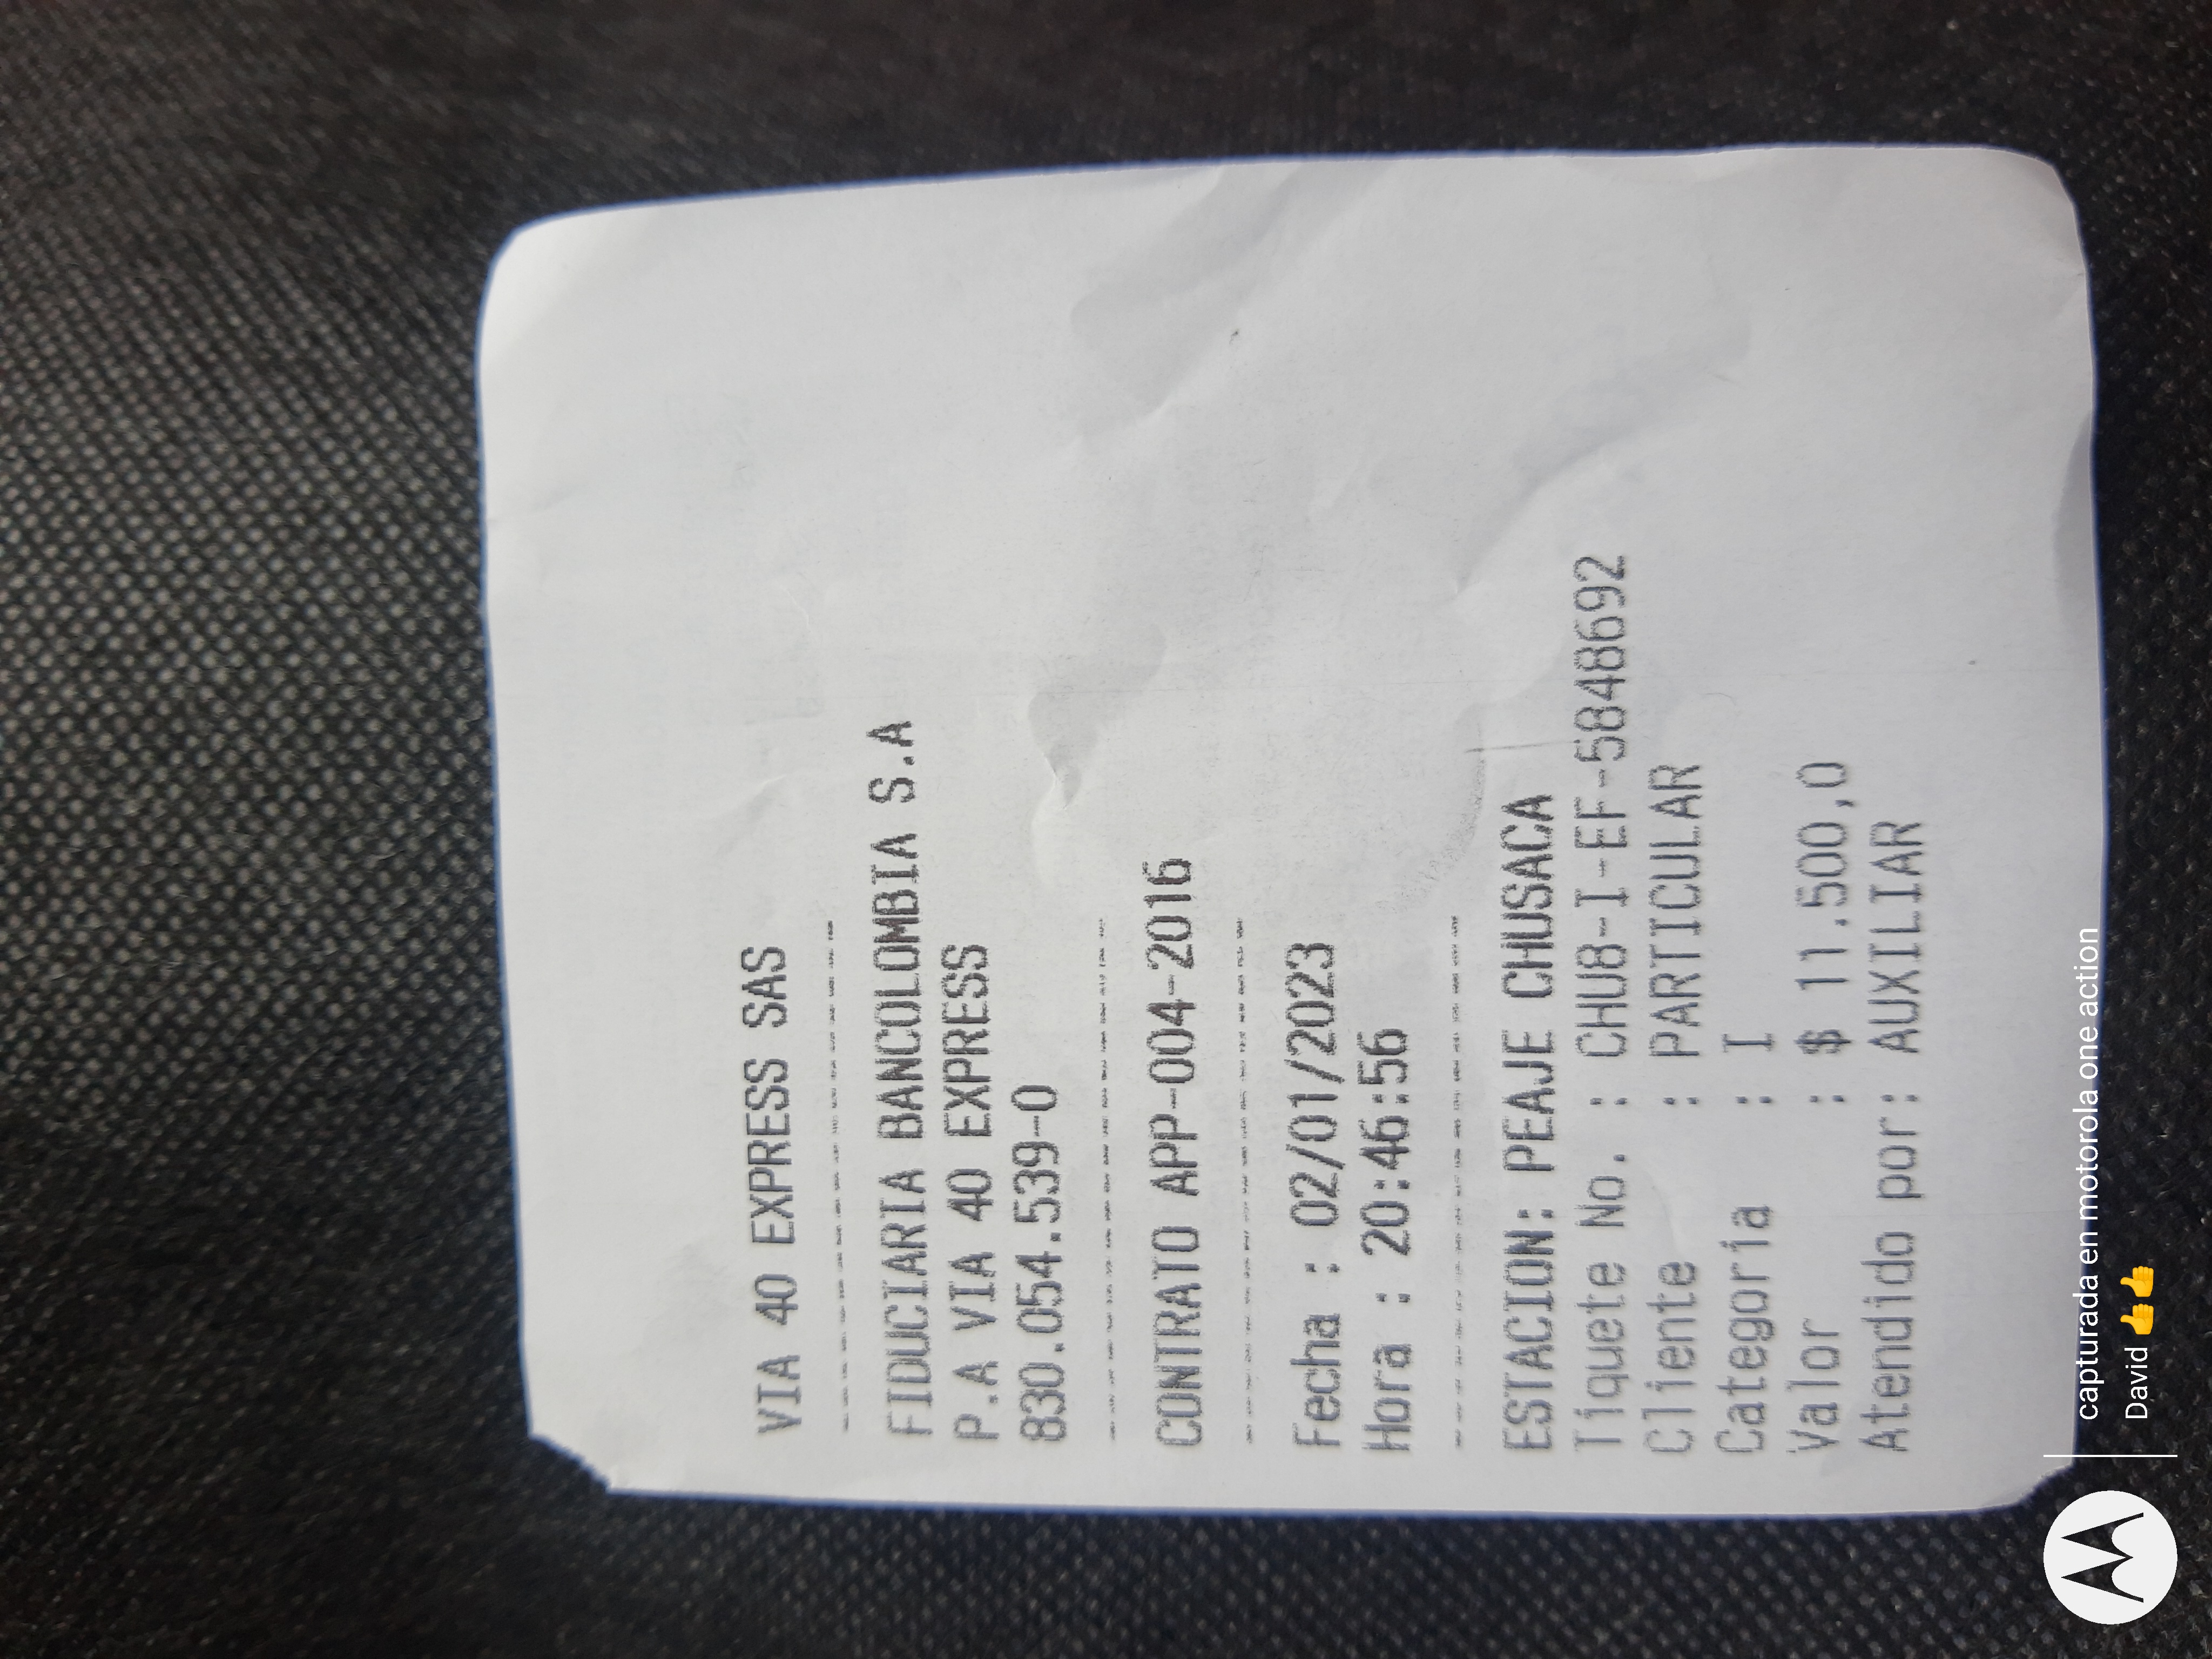 VIA 40 EXPRESS SAS
--------------------
FIDUCIARIA BANCOLOMBIA S.A
P.A VIA 40 EXPRESS
830.054.539-0
--------------------
CONTRATO APP-004-2016
--------------------
Fecha : 02/01/2023
Hora : 20:46:56
--------------------
ESTACION: PEAJE CHUSACA
Tiquete No. : CHU8-I-EF-5848692
Cliente : PARTICULAR
Categoria : I
Valor : $ 11.500,0
Atendido por: AUXILIAR
capturada en motorola one action
David 👍👍